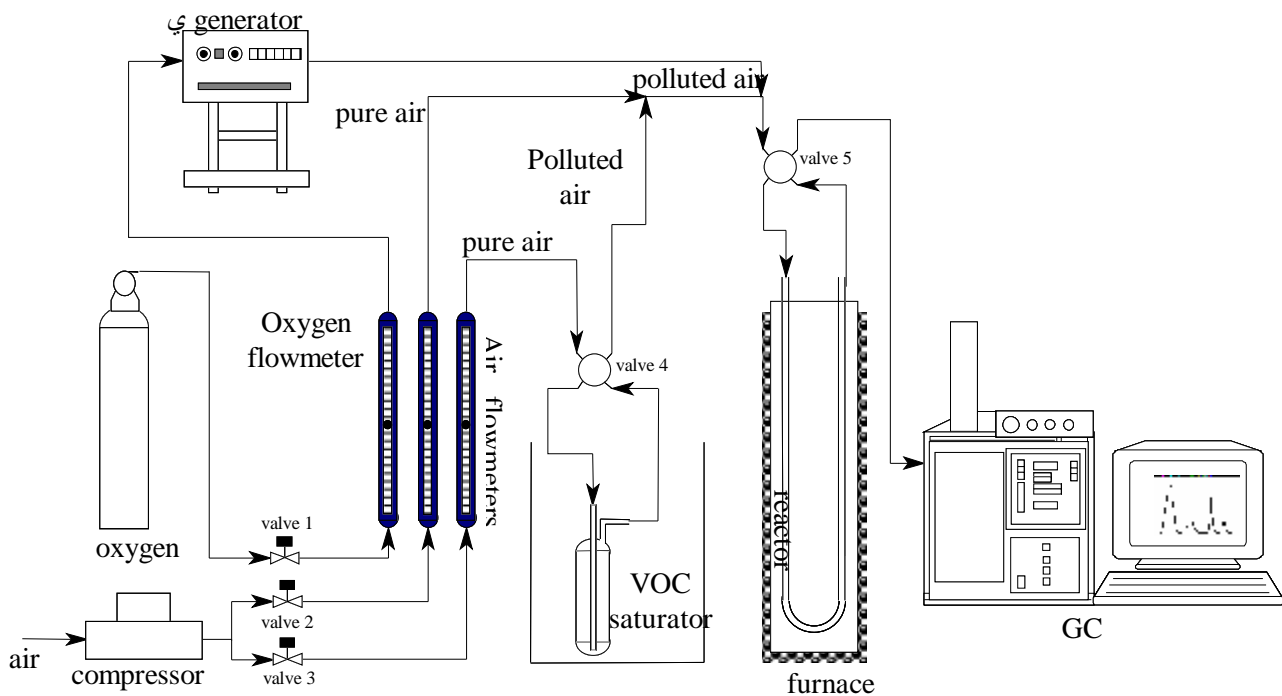 ي generator
polluted air
pure air
Polluted
air
valve 5
pure air
Oxygen
flowmeter
Air flowmeters
valve 4
reactor
valve 1
oxygen
VOC
saturator
valve 2
air
compressor
valve 3
GC
furnace